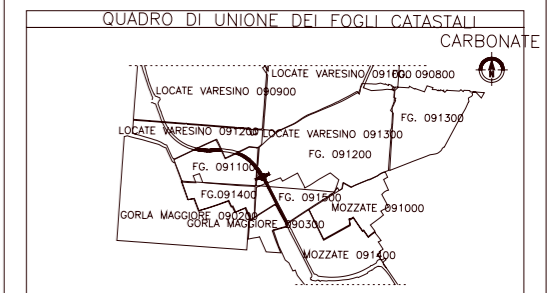 QUADRO DI UNIONE DEI FOGLI CATASTALI
CARBONATE
LOCATE VARESINO
FG. 090800
LOCATE VARESINO 090900
FG. 091300
LOCATE VARESINO 091200
LOCATE VARESINO 091300
FG. 091200
FG. 091100
FG.091400
FG. 091500
MOZZATE 091000
GORLA MAGGIORE 090200
GORLA MAGGIORE 090300
MOZZATE 091400